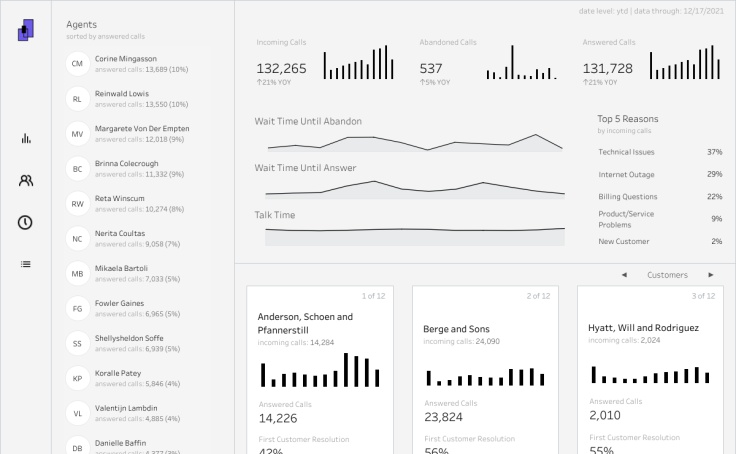 date level: ytd | data through: 12/17/2021
Agents
sorted by answered calls
CM
Corine Mingasson
answered calls: 13,689 (10%)
RL
Reinwald Lowis
answered calls: 13,550 (10%)
MV
Margarete Von Der Empten
answered calls: 12,018 (9%)
BC
Brinna Colecrough
answered calls: 11,332 (9%)
RW
Reta Winscum
answered calls: 10,274 (8%)
NC
Nerita Coultas
answered calls: 9,058 (7%)
MB
Mikaela Bartoli
answered calls: 7,033 (5%)
FG
Fowler Gaines
answered calls: 6,965 (5%)
SS
Shellysheldon Soffe
answered calls: 6,939 (5%)
KP
Koralle Patey
answered calls: 5,846 (4%)
VL
Valentijn Lambdin
answered calls: 4,885 (4%)
DB
Danielle Baffin
answered calls: 4,377 (3%)
Incoming Calls
132,265
↑21% YOY
Abandoned Calls
537
↑5% YOY
Answered Calls
131,728
↑21% YOY
Wait Time Until Abandon
Wait Time Until Answer
Talk Time
Top 5 Reasons
by incoming calls
Technical Issues 37%
Internet Outage 29%
Billing Questions 22%
Product/Service
Problems 9%
New Customer 2%
◀ Customers ▶
1 of 12
Anderson, Schoen and
Pfannerstill
incoming calls: 14,284
Answered Calls
14,226
First Customer Resolution
42%
2 of 12
Berge and Sons
incoming calls: 24,090
Answered Calls
23,824
First Customer Resolution
56%
3 of 12
Hyatt, Will and Rodriguez
incoming calls: 2,024
Answered Calls
2,010
First Customer Resolution
55%